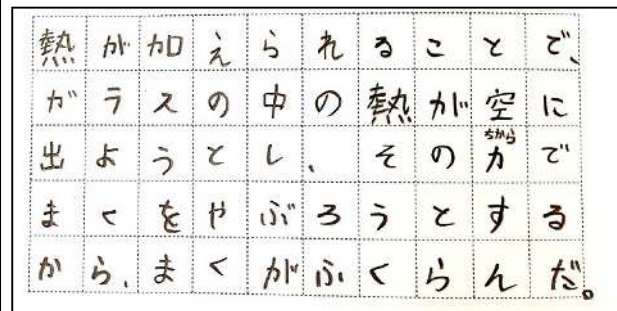 熱が加えられることで、
ガラスの中の熱が空に
出ようとし、その力で
まくをやぶろうとする
から、まくがふくらんだ。